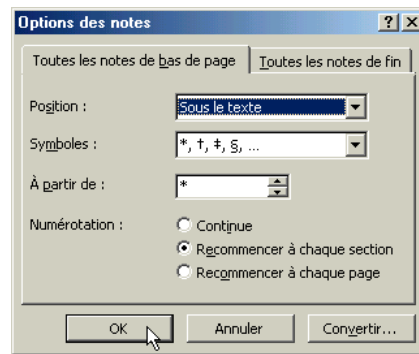 Options des notes
Toutes les notes de bas de page
Toutes les notes de fin
Position :
Sous le texte
Symboles :
*, †, ‡, §, ...
À partir de :
*
Numérotation :
Continue
Recommencer à chaque section
Recommencer à chaque page
OK
Annuler
Convertir...